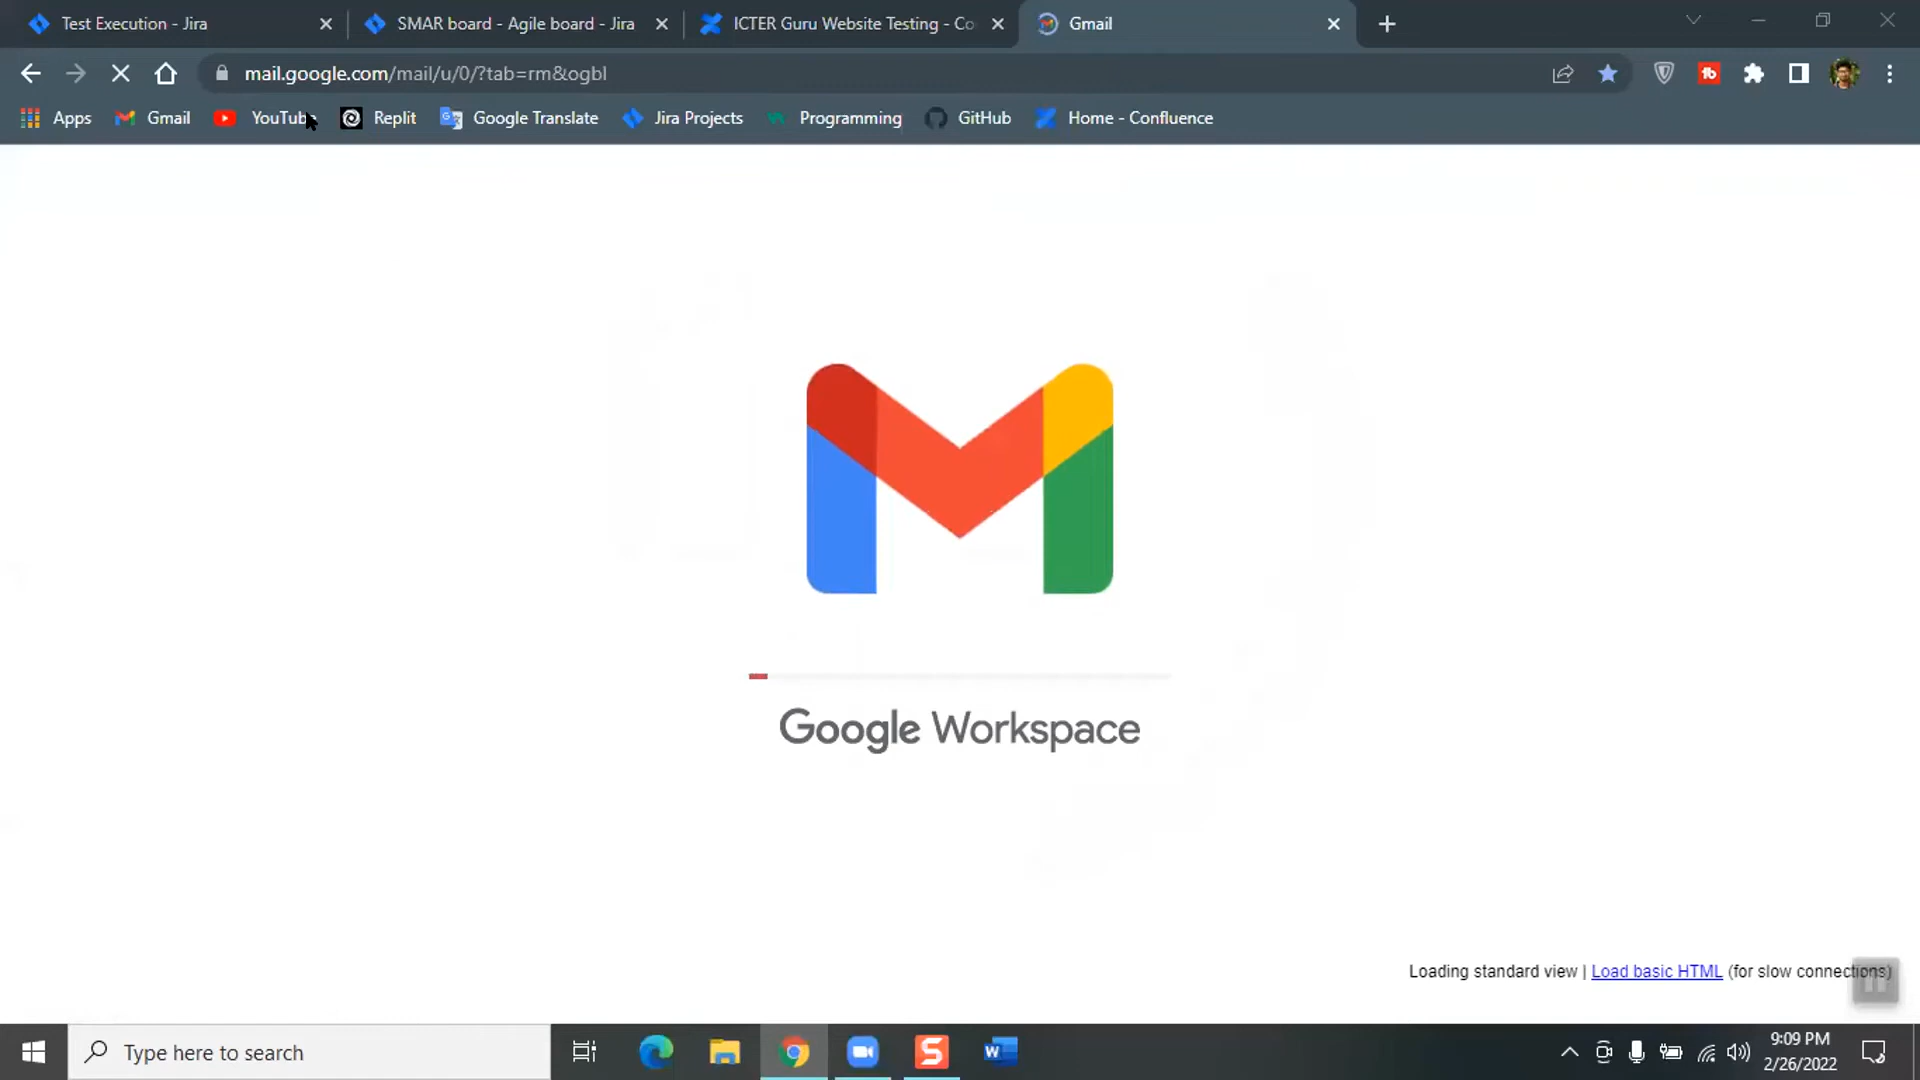 Test Execution - Jira
SMAR board - Agile board - Jira
ICTER Guru Website Testing - Co
Gmail
mail.google.com/mail/u/0/?tab=rm&ogbl
Apps
Gmail
YouTube
Replit
Google Translate
Jira Projects
Programming
GitHub
Home - Confluence
Google Workspace
Loading standard view | Load basic HTML (for slow connections)
Type here to search
9:09 PM
2/26/2022